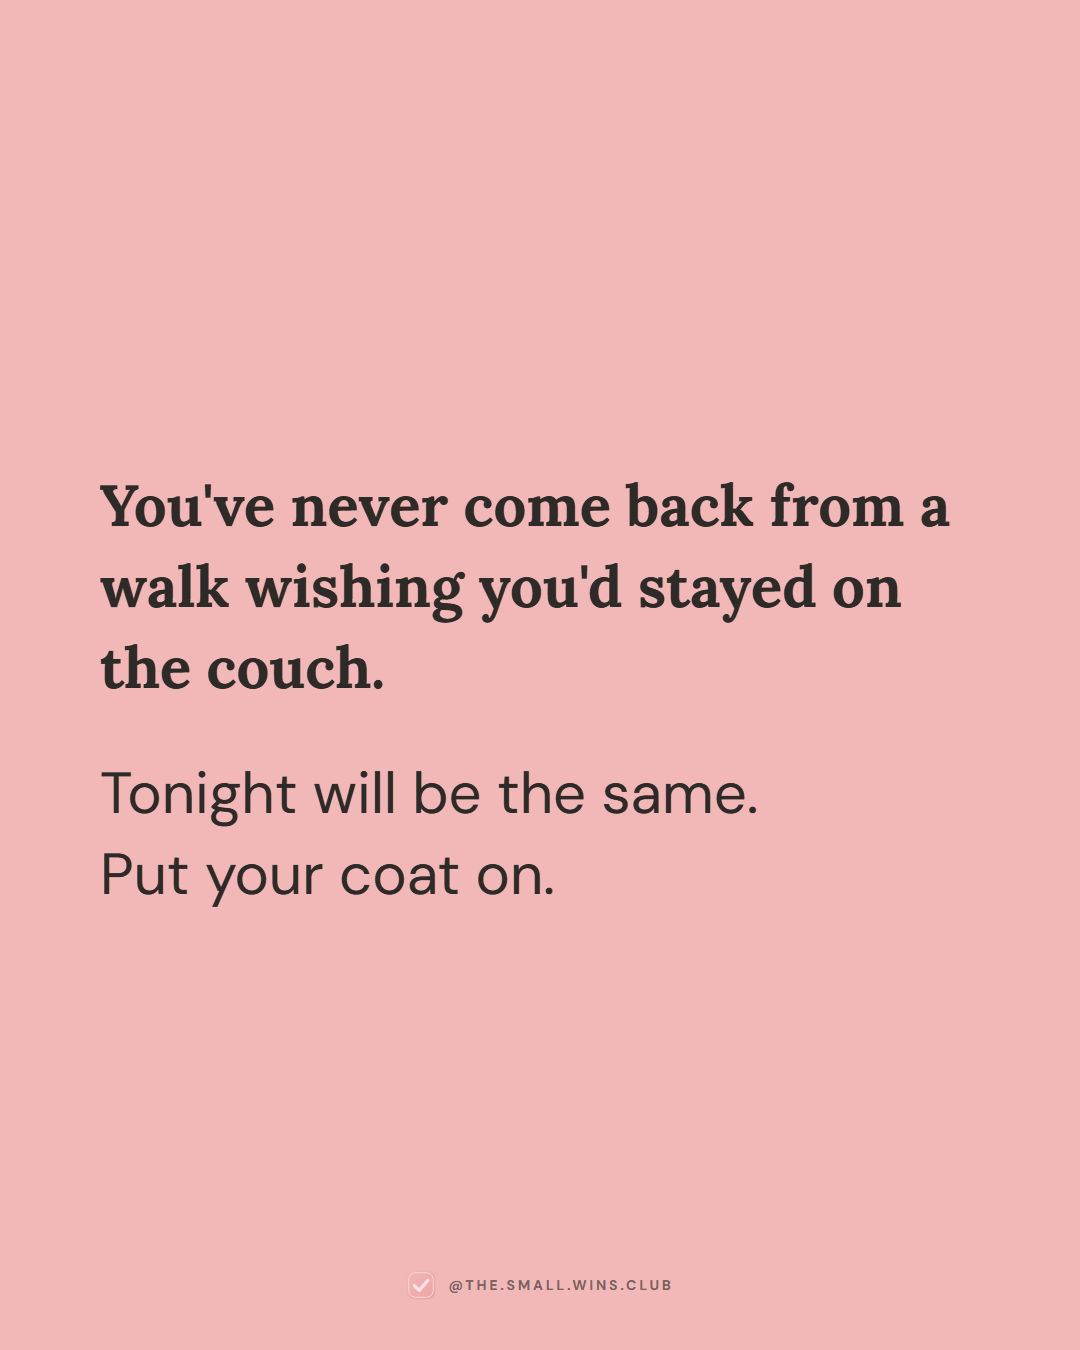 You've never come back from a
walk wishing you'd stayed on
the couch.
Tonight will be the same.
Put your coat on.
@THE.SMALL.WINS.CLUB